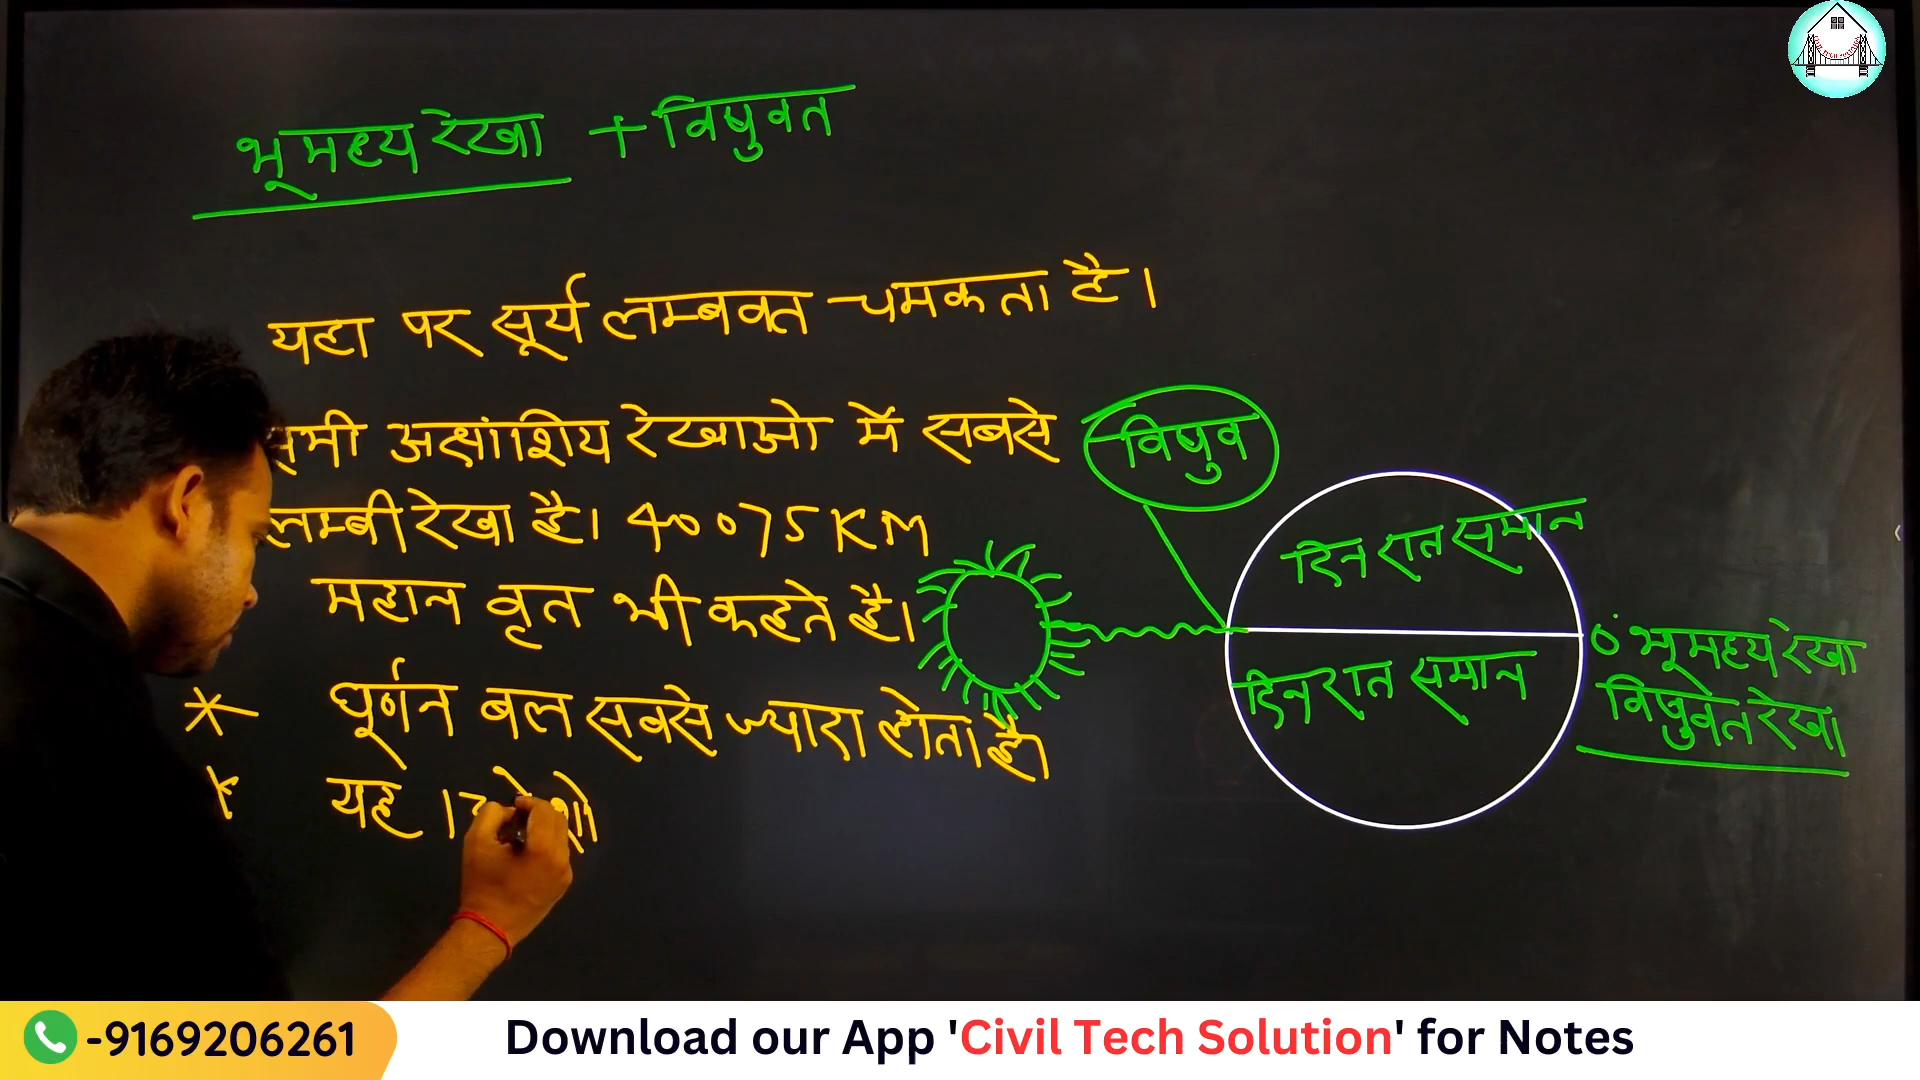 भूमध्य रेखा + विषुवत
यहा पर सूर्य लम्बवत चमकता है।
सभी अक्षांशिय रेखाओ में सबसे
लम्बी रेखा है। 40075 KM
महान वृत भी कहते है।
* घूर्णन बल सबसे ज्यादा होता है।
* यह
विषुव
दिन रात समान
दिन रात समान
0° भूमध्य रेखा
विषुवत रेखा
-9169206261
Download our App 'Civil Tech Solution' for Notes